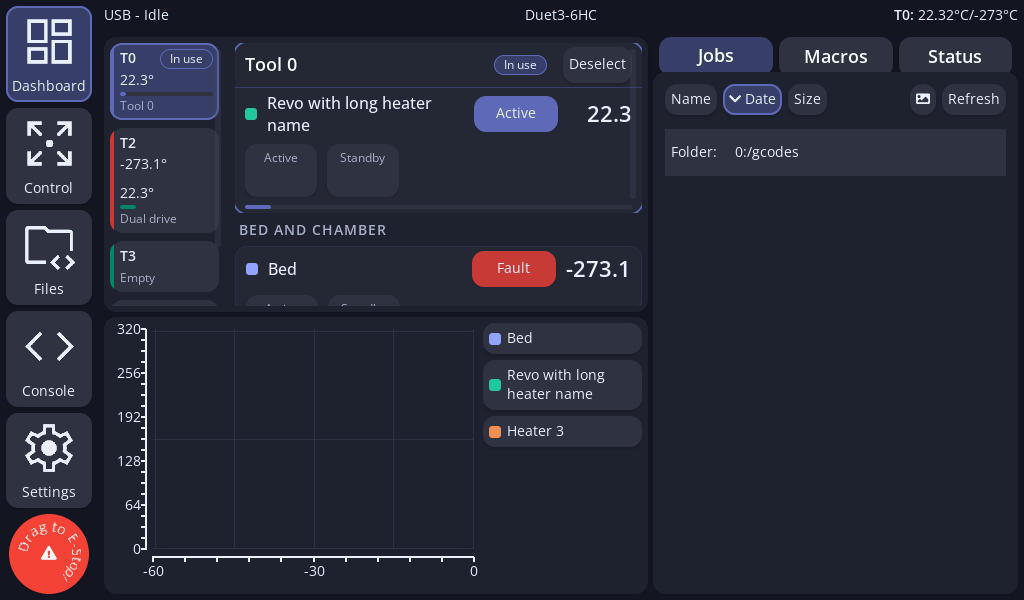 USB - Idle
Duet3-6HC
T0: 22.32°C/-273°C
Dashboard
Control
Files
Console
Settings
Drag to E-Stop!
T0
In use
22.3°
Tool 0
T2
-273.1°
22.3°
Dual drive
T3
Empty
Tool 0
In use
Deselect
Revo with long heater
name
Active
22.3
Active
Standby
BED AND CHAMBER
Bed
Fault
-273.1
320
256
192
128
64
0
-60
-30
0
Bed
Revo with long
heater name
Heater 3
Jobs
Macros
Status
Name
Date
Size
Refresh
Folder:
0:/gcodes